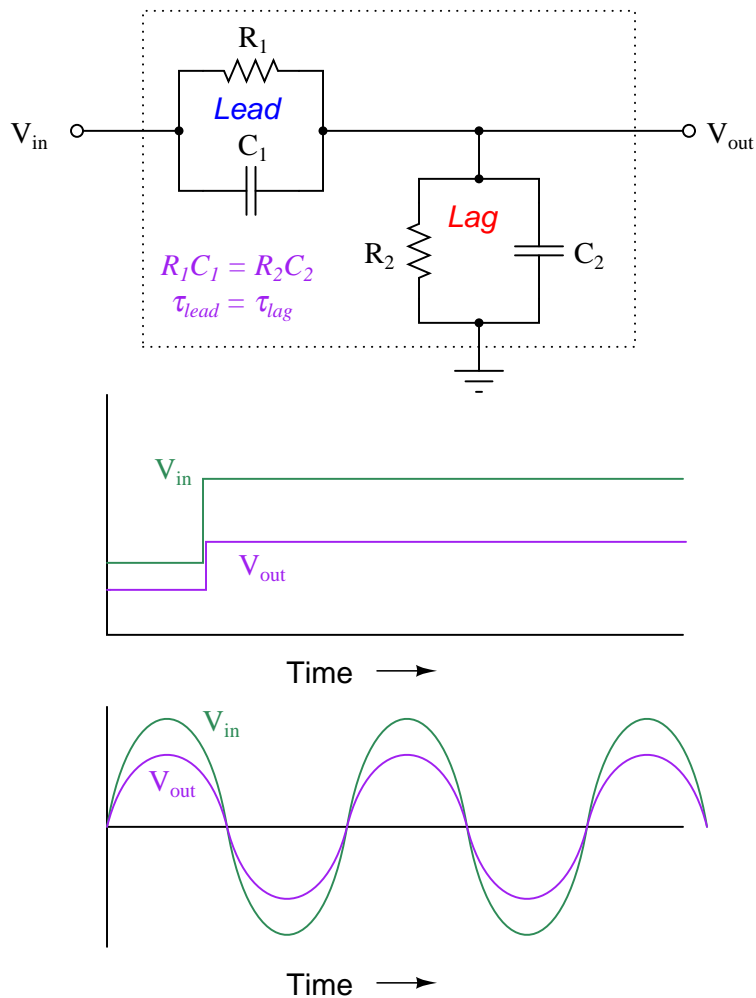 R1
Lead
Vin
C1
Vout
Lag
R2
C2
R1C1 = R2C2
τlead = τlag
Vin
Vout
Time
Vin
Vout
Time